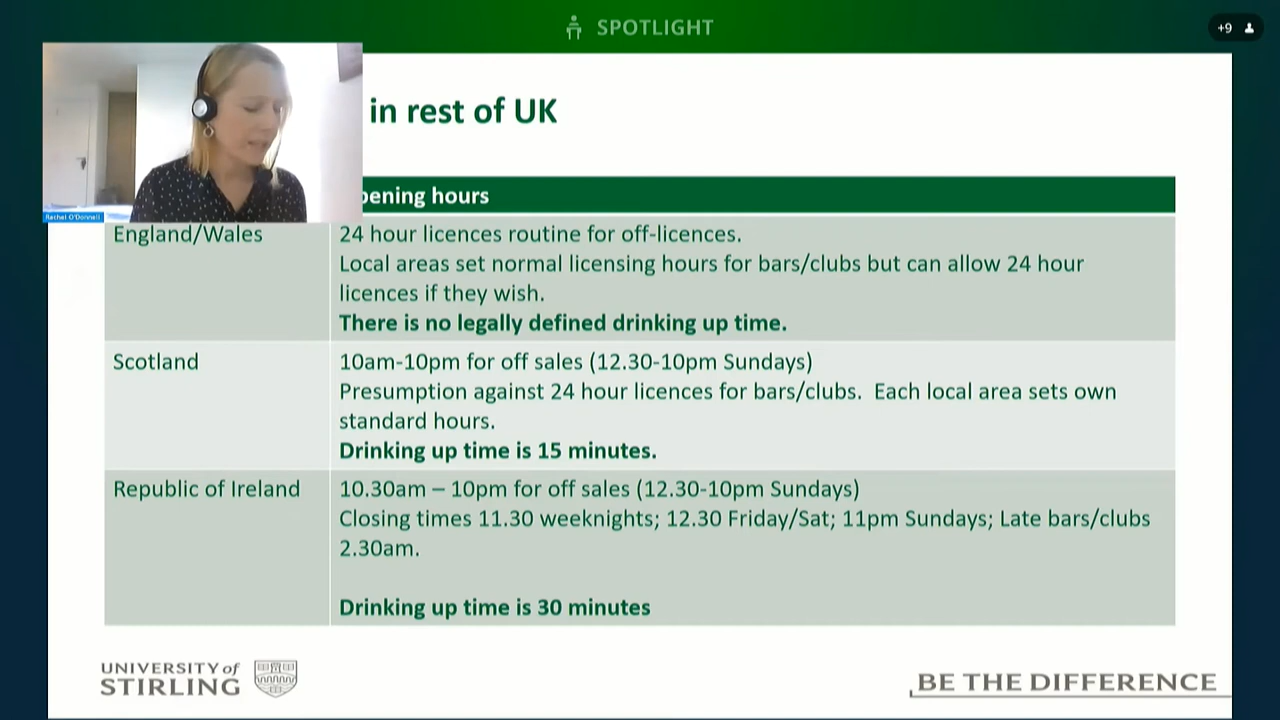 SPOTLIGHT
+9
in rest of UK
pening hours
Rachel O'Donnell
England/Wales
24 hour licences routine for off-licences.
Local areas set normal licensing hours for bars/clubs but can allow 24 hour
licences if they wish.
There is no legally defined drinking up time.
Scotland
10am-10pm for off sales (12.30-10pm Sundays)
Presumption against 24 hour licences for bars/clubs.  Each local area sets own
standard hours.
Drinking up time is 15 minutes.
Republic of Ireland
10.30am – 10pm for off sales (12.30-10pm Sundays)
Closing times 11.30 weeknights; 12.30 Friday/Sat; 11pm Sundays; Late bars/clubs
2.30am.
Drinking up time is 30 minutes
UNIVERSITY of
STIRLING
BE THE DIFFERENCE